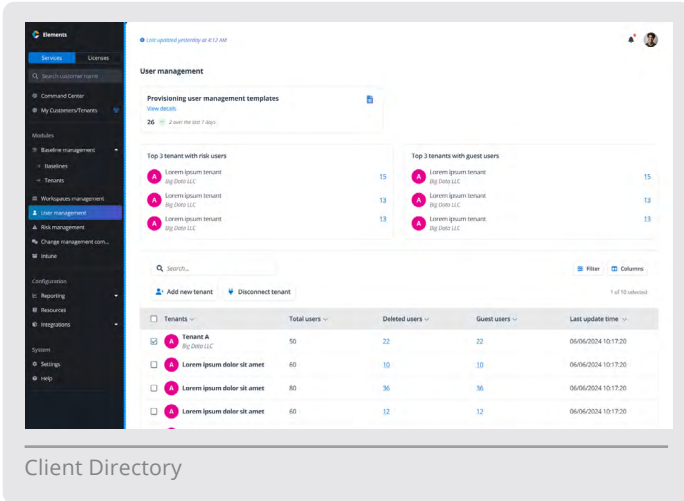 Elements
Services Licenses
Search customer name
Command Center
My Customers/Tenants
Modules
Baseline management
Baselines
Tenants
Workspaces management
User management
Risk management
Change management com...
Intune
Configuration
Reporting
Resources
Integrations
System
Settings
Help
Last updated yesterday at 4:12 AM
User management
Provisioning user management templates
View details
26 2 over the last 7 days
Top 3 tenant with risk users
A Lorem ipsum tenant 15
Big Data LLC
A Lorem ipsum tenant 13
Big Data LLC
A Lorem ipsum tenant 13
Big Data LLC
Top 3 tenants with guest users
A Lorem ipsum tenant 15
Big Data LLC
A Lorem ipsum tenant 13
Big Data LLC
A Lorem ipsum tenant 13
Big Data LLC
Search...
Filter Columns
Add new tenant Disconnect tenant 1 of 10 selected
Tenants Total users Deleted users Guest users Last update time
A Tenant A 50 22 22 06/06/2024 10:17:20
Big Data LLC
A Lorem ipsum dolor sit amet 60 10 10 06/06/2024 10:17:20
A Lorem ipsum dolor sit amet 80 36 36 06/06/2024 10:17:20
A Lorem ipsum dolor sit amet 60 12 12 06/06/2024 10:17:20
Client Directory